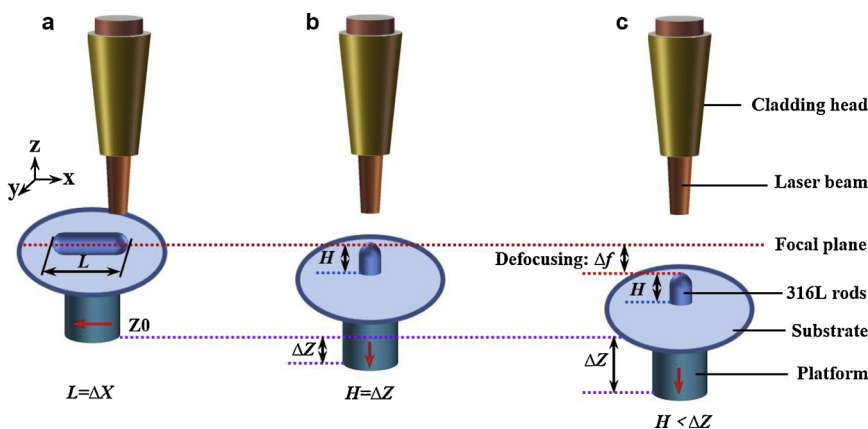 a
b
c
Cladding head
z
y
x
Laser beam
L
H
Focal plane
Defocusing: Δf
H
316L rods
Z0
Substrate
ΔZ
ΔZ
Platform
L=ΔX
H=ΔZ
H < ΔZ